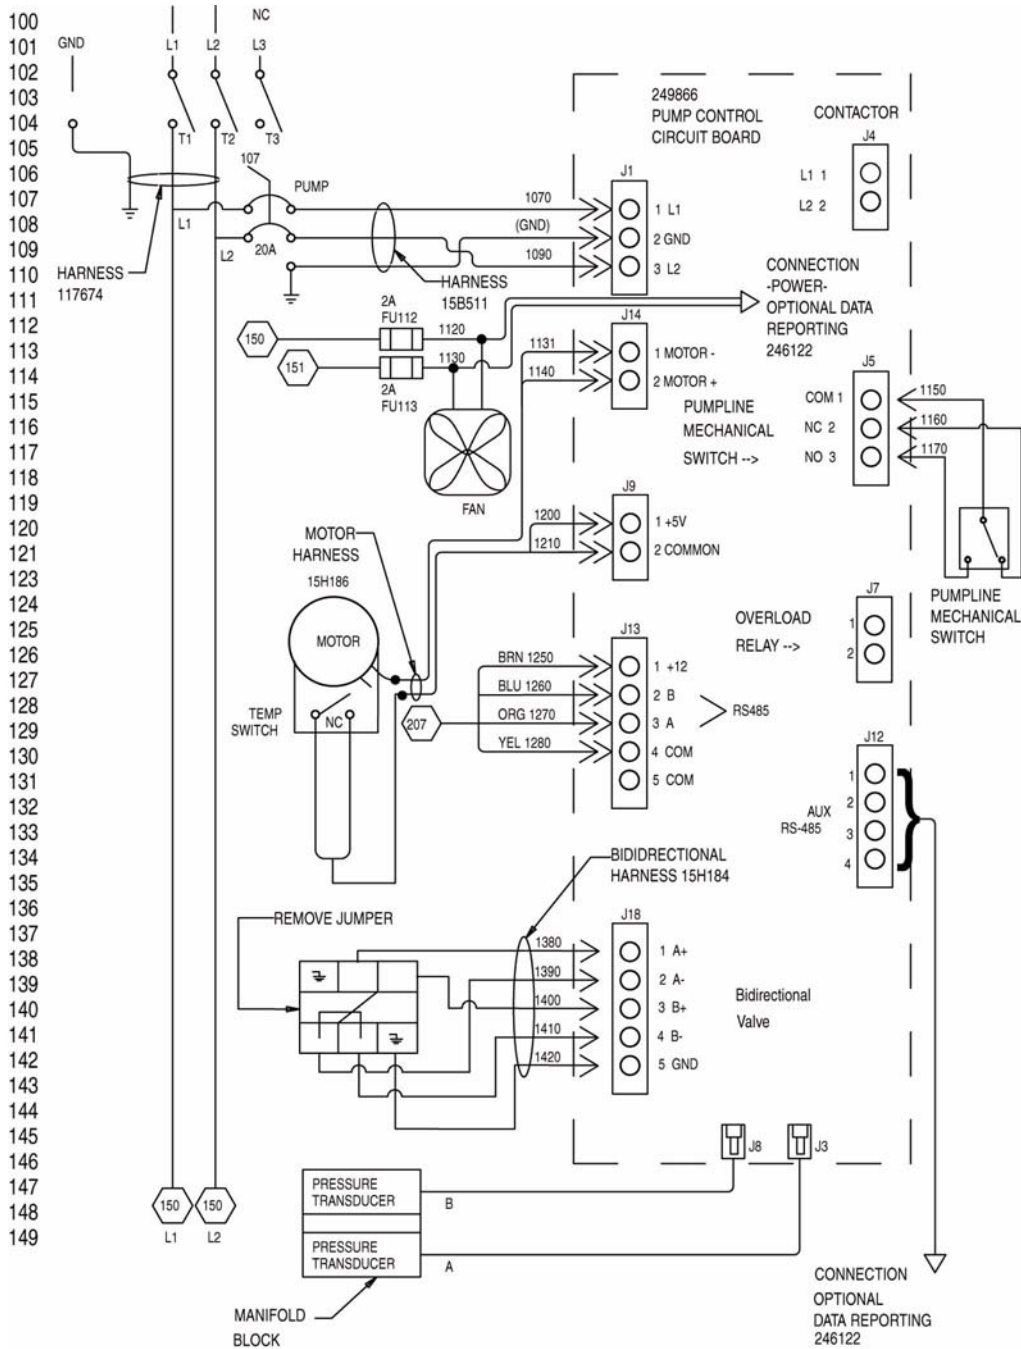 100
101
102
103
104
105
106
107
108
109
110
111
112
113
114
115
116
117
118
119
120
121
123
124
125
126
127
128
129
130
131
132
133
134
135
136
137
138
139
140
141
142
143
144
145
146
147
148
149
NC
GND
L1
L2
L3
T1
T2
T3
107
PUMP
L1
L2
20A
HARNESS
117674
HARNESS
15B511
249866
PUMP CONTROL
CIRCUIT BOARD
CONTACTOR
J4
L1 1
L2 2
J1
1070
1 L1
(GND)
2 GND
1090
3 L2
CONNECTION
-POWER-
OPTIONAL DATA
REPORTING
246122
2A
FU112
1120
150
151
1130
2A
FU113
FAN
J14
1131
1 MOTOR -
1140
2 MOTOR +
PUMPLINE
MECHANICAL
SWITCH -->
J5
COM 1
NC 2
NO 3
1150
1160
1170
PUMPLINE
MECHANICAL
SWITCH
J9
1200
1 +5V
1210
2 COMMON
MOTOR
HARNESS
15H186
MOTOR
TEMP
SWITCH
NC
207
J13
BRN 1250
1 +12
BLU 1260
2 B
ORG 1270
3 A
YEL 1280
4 COM
5 COM
RS485
OVERLOAD
RELAY -->
J7
1
2
J12
AUX
RS-485
1
2
3
4
BIDIDRECTIONAL
HARNESS 15H184
REMOVE JUMPER
J18
1380
1 A+
1390
2 A-
1400
3 B+
1410
4 B-
1420
5 GND
Bidirectional
Valve
J8
J3
150
150
L1
L2
PRESSURE
TRANSDUCER
B
PRESSURE
TRANSDUCER
A
MANIFOLD
BLOCK
CONNECTION
OPTIONAL
DATA REPORTING
246122